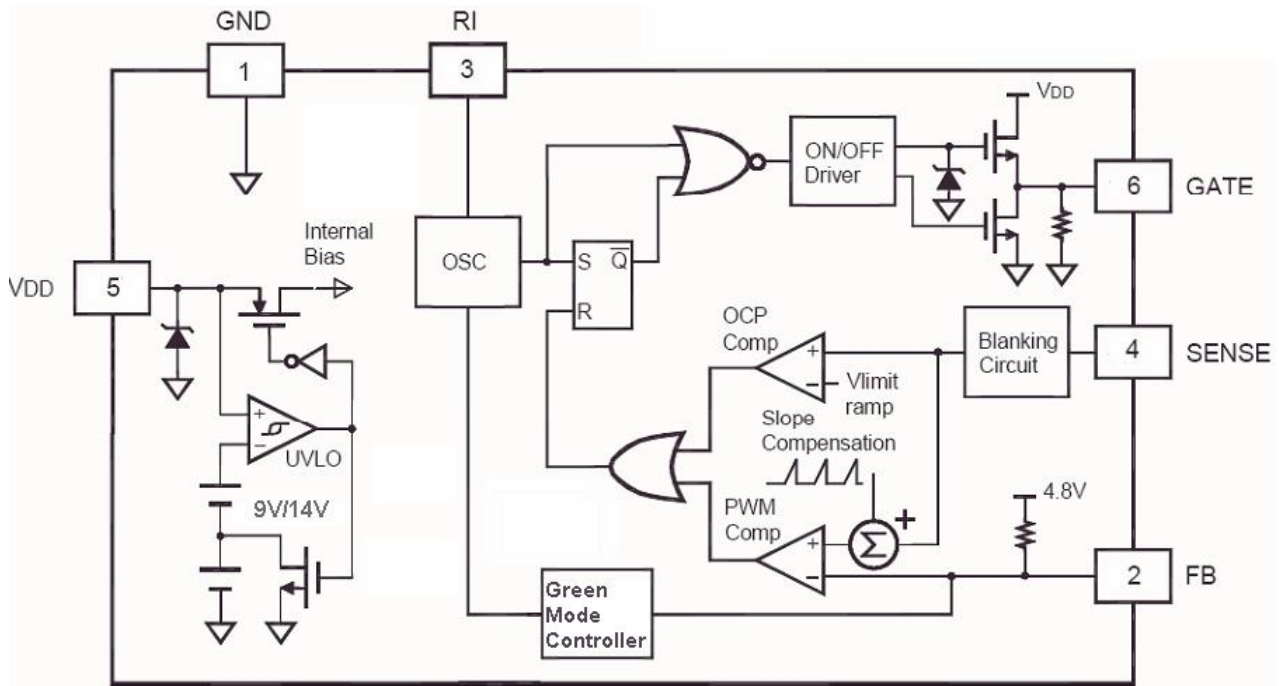 GND
RI
1
3
VDD
ON/OFF
Driver
6
GATE
Internal
Bias
OSC
S
Q
R
VDD
5
OCP
Comp
+
−
Vlimit
ramp
Blanking
Circuit
4
SENSE
Slope
Compensation
+
−
UVLO
9V/14V
PWM
Comp
+
−
Σ
+
4.8V
2
FB
Green
Mode
Controller